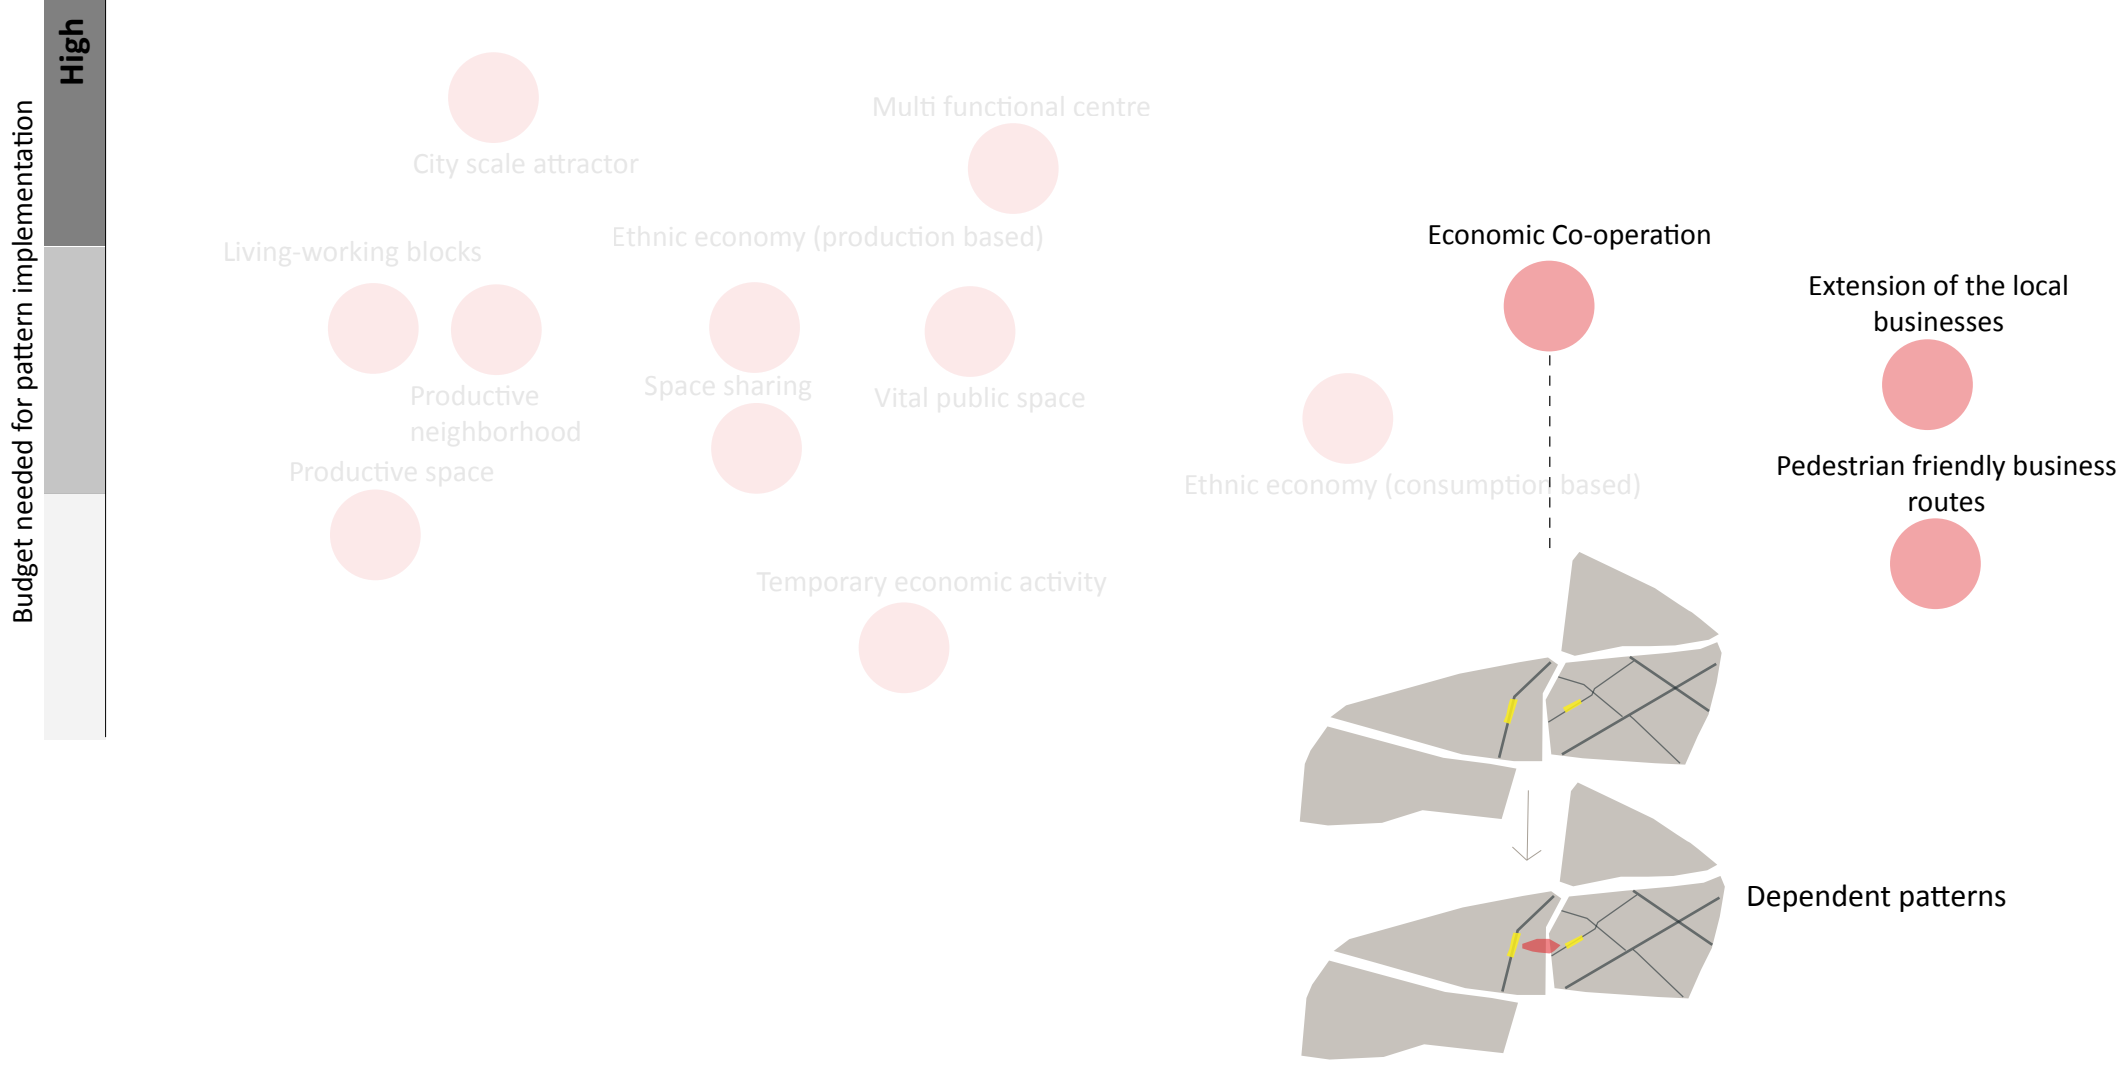 High
Budget needed for pattern implementation
Multi functional centre
City scale attractor
Economic Co-operation
Ethnic economy (production based)
Living-working blocks
Extension of the local
businesses
Space sharing
Productive
neighborhood
Vital public space
Pedestrian friendly business
routes
Productive space
Ethnic economy (consumption based)
Temporary economic activity
Dependent patterns